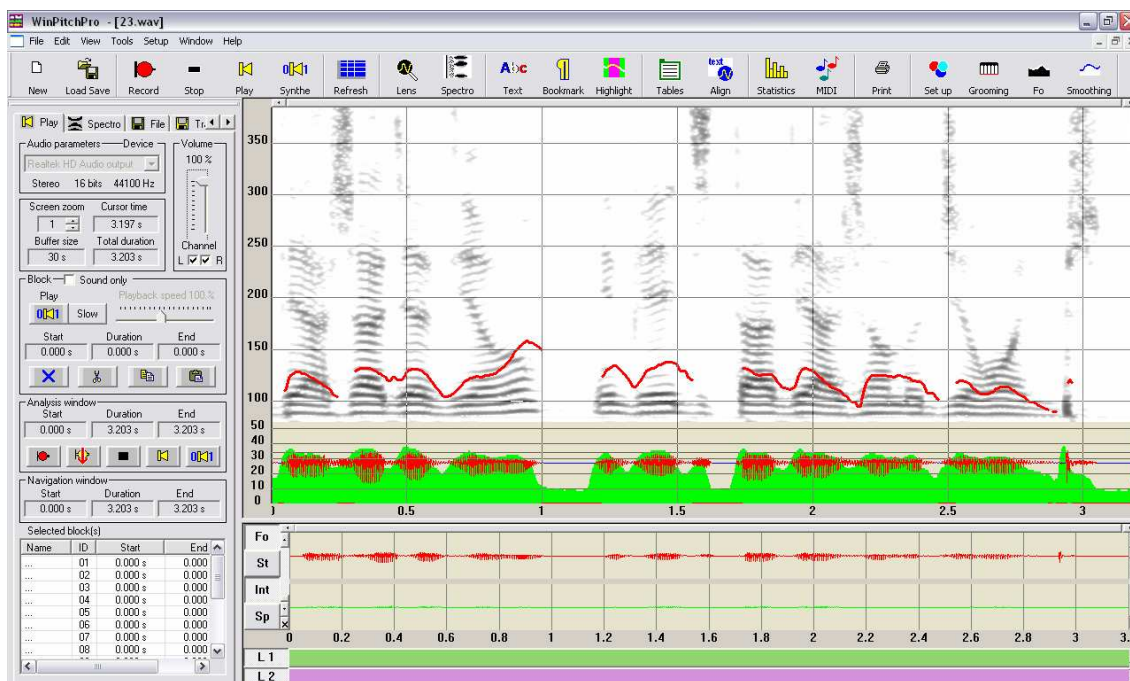 WinPitchPro - [23.wav]
File Edit View Tools Setup Window Help
New Load Save Record Stop Play Synthe Refresh Lens Spectro Text Bookmark Highlight Tables Align Statistics MIDI Print Set up Grooming Fo Smoothing
Play Spectro File
Audio parameters Device Volume
Realtek HD Audio output 100 %
Stereo 16 bits 44100 Hz
Screen zoom Cursor time
1 3.197 s
Buffer size Total duration Channel
30 s 3.203 s L R
Block Sound only
Play Playback speed 100 %
Slow
Start Duration End
0.000 s 0.000 s 0.000 s
Analysis window
Start Duration End
0.000 s 3.203 s 3.203 s
Navigation window
Start Duration End
0.000 s 3.203 s 3.203 s
Selected block(s)
Name ID Start End
... 01 0.000 s 0.000
... 02 0.000 s 0.000
... 03 0.000 s 0.000
... 04 0.000 s 0.000
... 05 0.000 s 0.000
... 06 0.000 s 0.000
... 07 0.000 s 0.000
... 08 0.000 s 0.000
350
300
250
200
150
100
50
40
30
20
10
0
0.5 1 1.5 2 2.5 3
Fo
St
Int
Sp
0 0.2 0.4 0.6 0.8 1 1.2 1.4 1.6 1.8 2 2.2 2.4 2.6 2.8 3 3.
L1
L2